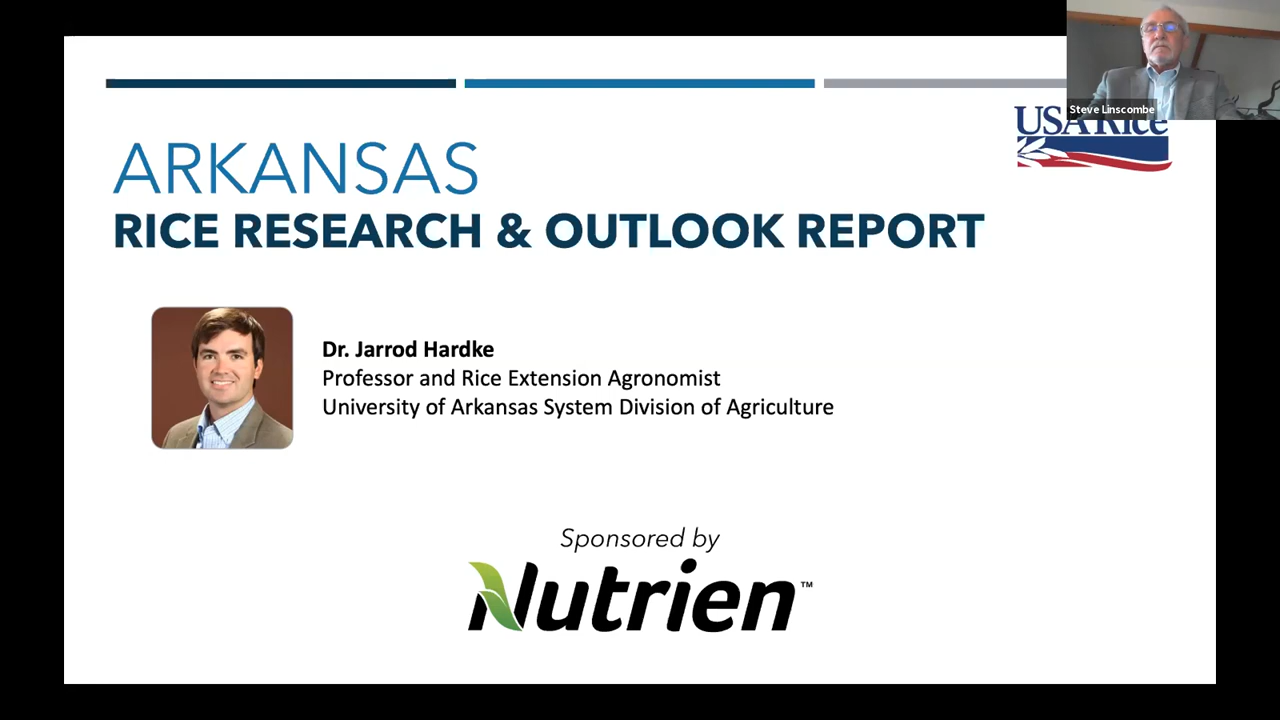 Steve Linscombe
USA Rice
ARKANSAS
RICE RESEARCH & OUTLOOK REPORT
Dr. Jarrod Hardke
Professor and Rice Extension Agronomist
University of Arkansas System Division of Agriculture
Sponsored by
Nutrien™